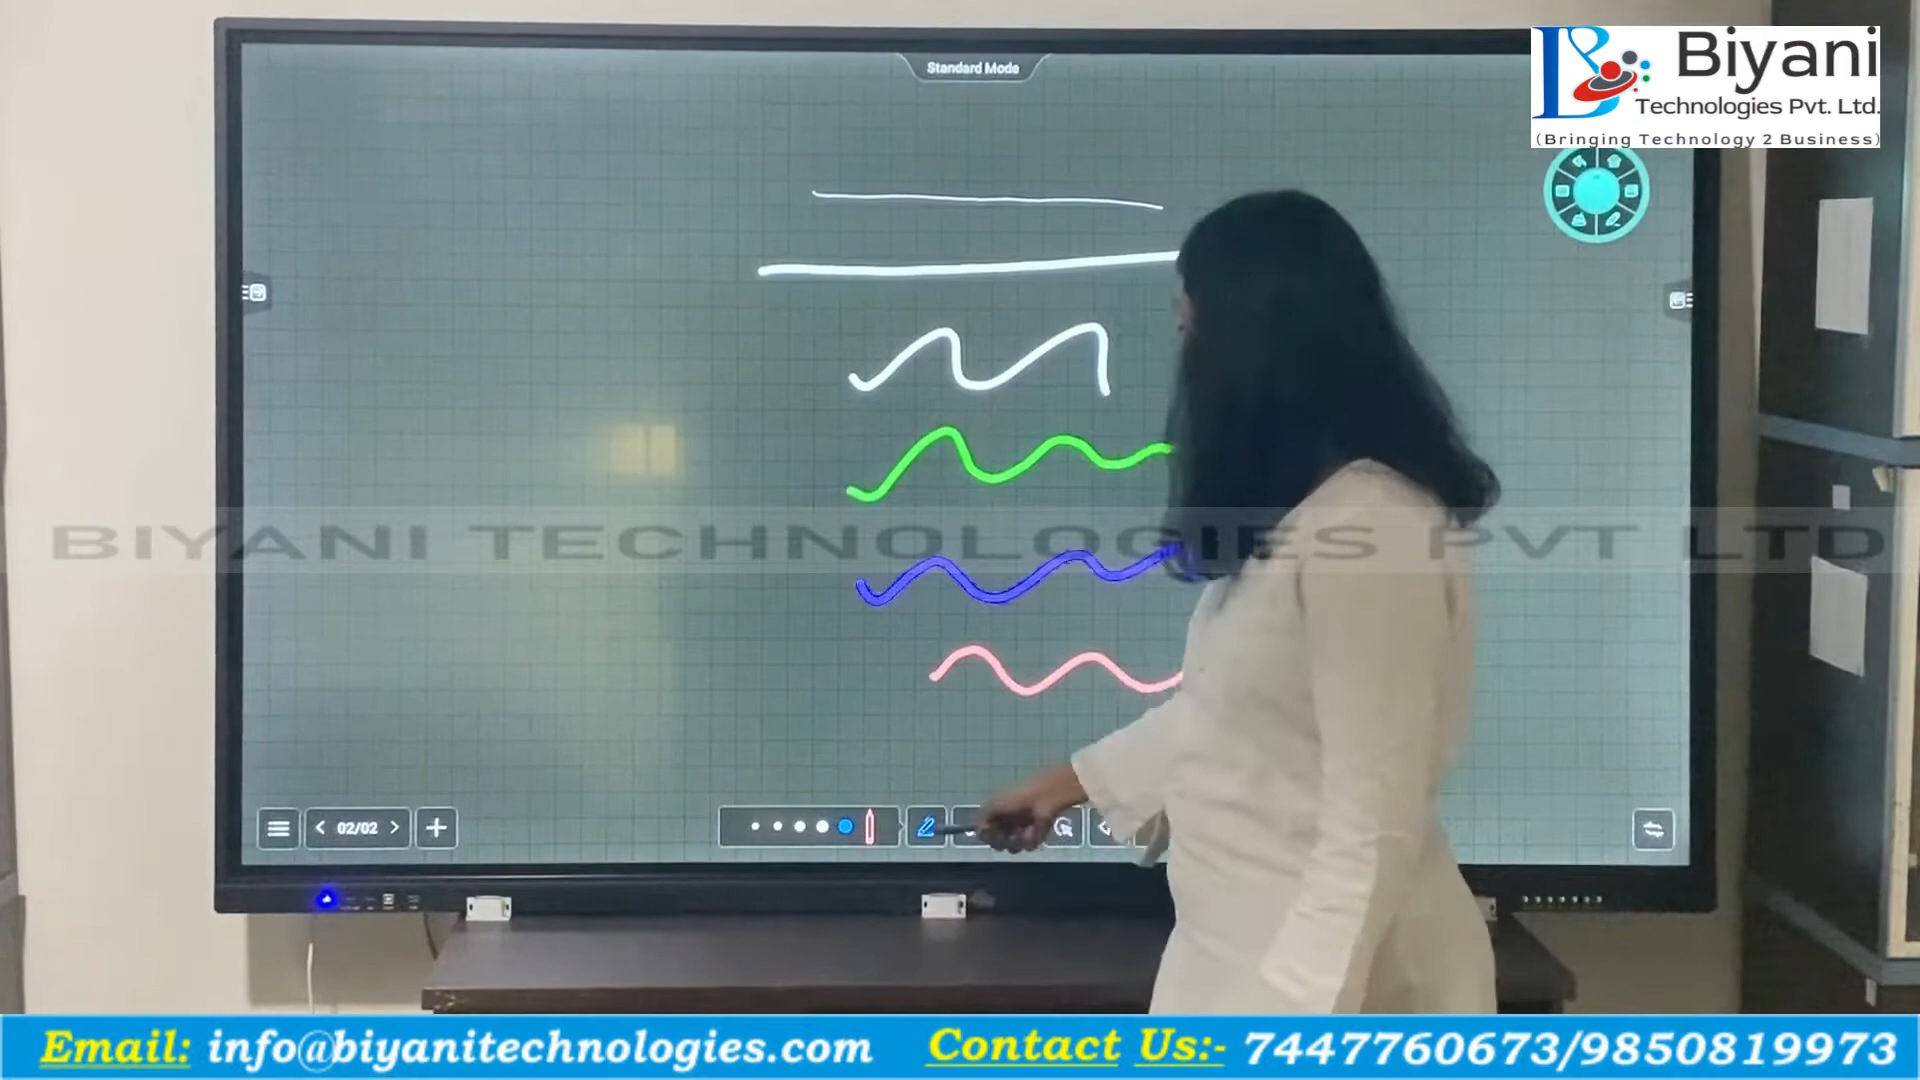 Standard Mode
Biyani
Technologies Pvt. Ltd.
(Bringing Technology 2 Business)
BIYANI TECHNOLOGIES PVT LTD
02/02
Email: info@biyanitechnologies.com Contact Us:- 7447760673/9850819973